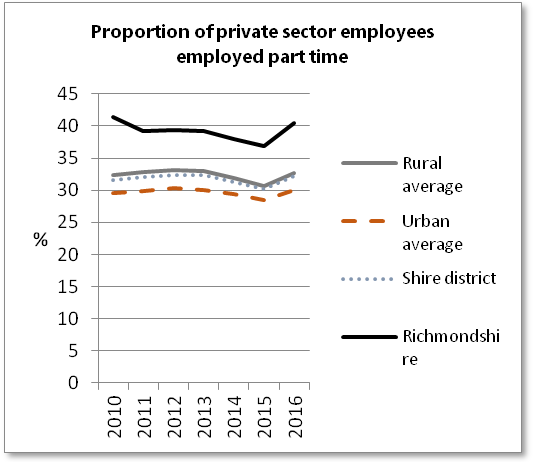 Proportion of private sector employees
employed part time
45
40
35
30
25
20
15
10
5
0
%
2010
2011
2012
2013
2014
2015
2016
Rural
average
Urban
average
Shire district
Richmondshi
re